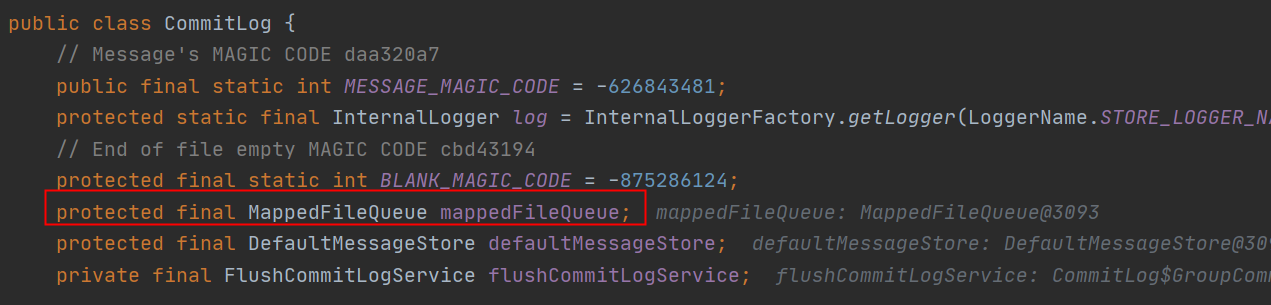 public class CommitLog {
// Message's MAGIC CODE daa320a7
public final static int MESSAGE_MAGIC_CODE = -626843481;
protected static final InternalLogger log = InternalLoggerFactory.getLogger(LoggerName.STORE_LOGGER_NA
// End of file empty MAGIC CODE cbd43194
protected final static int BLANK_MAGIC_CODE = -875286124;
protected final MappedFileQueue mappedFileQueue; mappedFileQueue: MappedFileQueue@3093
protected final DefaultMessageStore defaultMessageStore; defaultMessageStore: DefaultMessageStore@309
private final FlushCommitLogService flushCommitLogService; flushCommitLogService: CommitLog$GroupComm